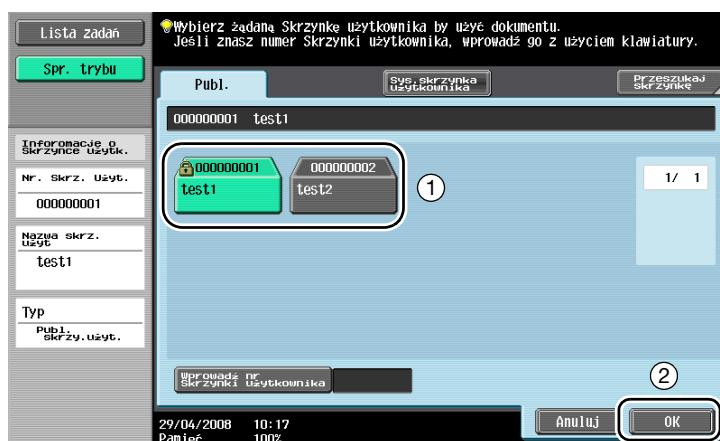 Lista zadań
Wybierz żądaną Skrzynkę użytkownika by użyć dokumentu.
Jeśli znasz numer Skrzynki użytkownika, wprowadź go z użyciem klawiatury.
Spr. trybu
Publ.
Sys.skrzynka
użytkownika
Przeszukaj
skrzynkę
000000001 test1
Inforomacje o
Skrzynce użytk.
Nr. Skrz. Użyt.
000000001
Nazwa skrz.
użyt
test1
Typ
Publ.
skrzy.użyt.
000000001
test1
000000002
test2
1
1/ 1
Wprowadź nr
Skrzynki użytkownika
2
29/04/2008 10:17
Pamięć 100%
Anuluj
OK